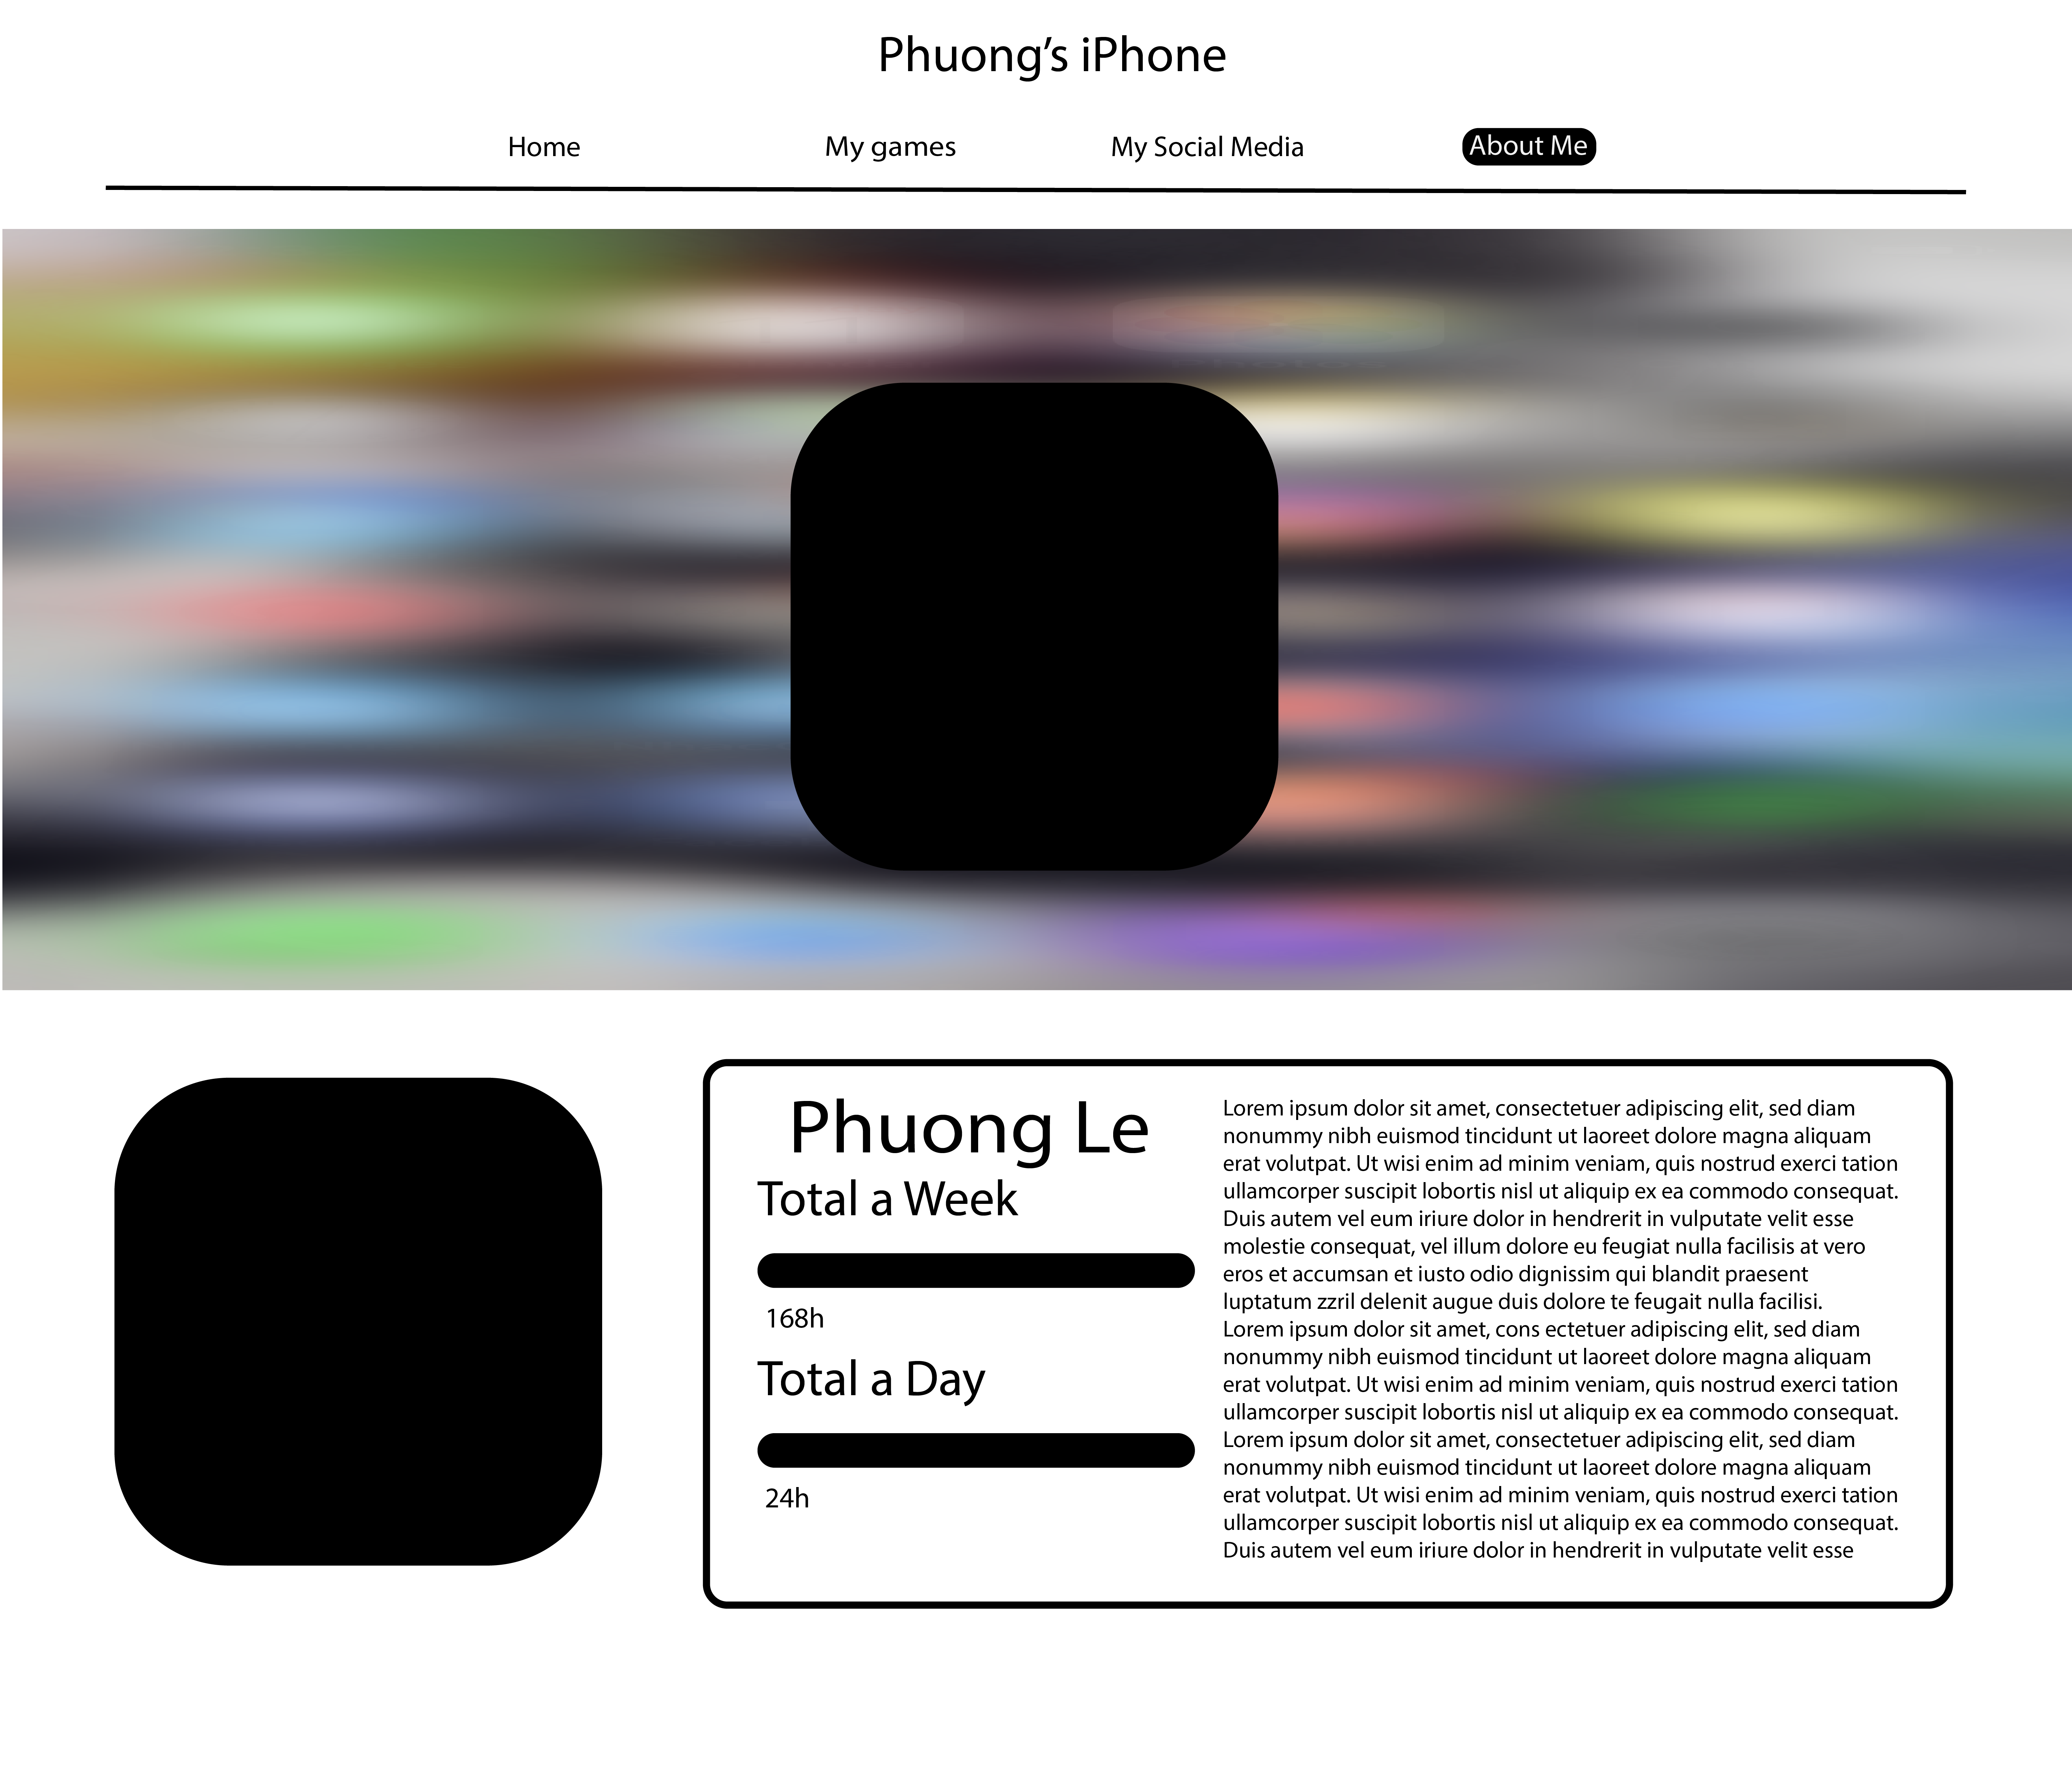 Phuong’s iPhone
Home My games My Social Media About Me
Phuong Le
Total a Week
168h
Total a Day
24h
Lorem ipsum dolor sit amet, consectetuer adipiscing elit, sed diam
nonummy nibh euismod tincidunt ut laoreet dolore magna aliquam
erat volutpat. Ut wisi enim ad minim veniam, quis nostrud exerci tation
ullamcorper suscipit lobortis nisl ut aliquip ex ea commodo consequat.
Duis autem vel eum iriure dolor in hendrerit in vulputate velit esse
molestie consequat, vel illum dolore eu feugiat nulla facilisis at vero
eros et accumsan et iusto odio dignissim qui blandit praesent
luptatum zzril delenit augue duis dolore te feugait nulla facilisi.
Lorem ipsum dolor sit amet, cons ectetuer adipiscing elit, sed diam
nonummy nibh euismod tincidunt ut laoreet dolore magna aliquam
erat volutpat. Ut wisi enim ad minim veniam, quis nostrud exerci tation
ullamcorper suscipit lobortis nisl ut aliquip ex ea commodo consequat.
Lorem ipsum dolor sit amet, consectetuer adipiscing elit, sed diam
nonummy nibh euismod tincidunt ut laoreet dolore magna aliquam
erat volutpat. Ut wisi enim ad minim veniam, quis nostrud exerci tation
ullamcorper suscipit lobortis nisl ut aliquip ex ea commodo consequat.
Duis autem vel eum iriure dolor in hendrerit in vulputate velit esse